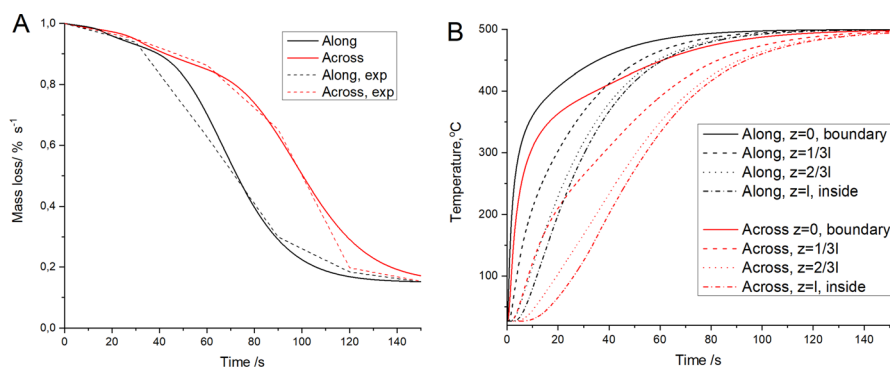 A
1,0
0,8
0,6
0,4
0,2
0,0
Mass loss/ % s⁻¹
Along
Across
Along, exp
Across, exp
0 20 40 60 80 100 120 140
Time /s
B
500
400
300
200
100
Temperature,°C
Along, z=0, boundary
Along, z=1/3l
Along, z=2/3l
Along, z=l, inside
Across z=0, boundary
Across, z=1/3l
Across, z=2/3l
Across, z=l, inside
0 20 40 60 80 100 120 140
Time /s